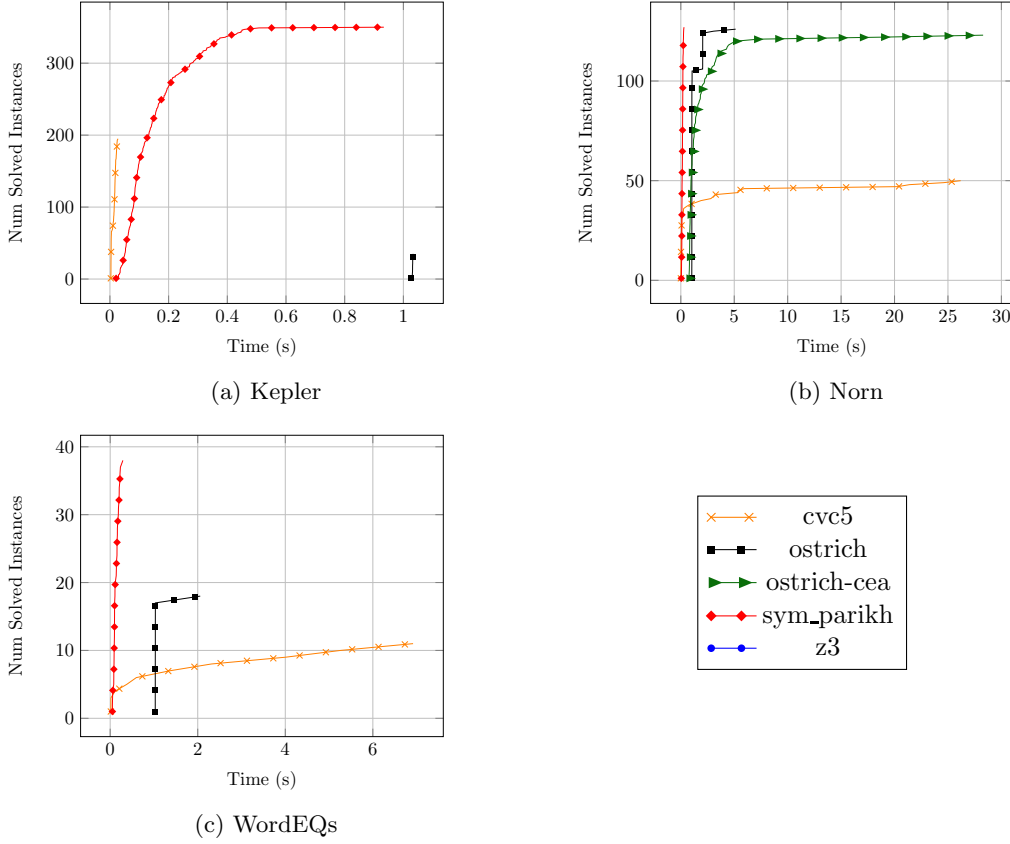 300
200
100
0
0
0.2
0.4
0.6
0.8
1
Num Solved Instances
Time (s)
(a) Kepler
100
50
0
0
5
10
15
20
25
30
Num Solved Instances
Time (s)
(b) Norn
40
30
20
10
0
0
2
4
6
Num Solved Instances
Time (s)
(c) WordEQs
cvc5
ostrich
ostrich-cea
sym_parikh
z3